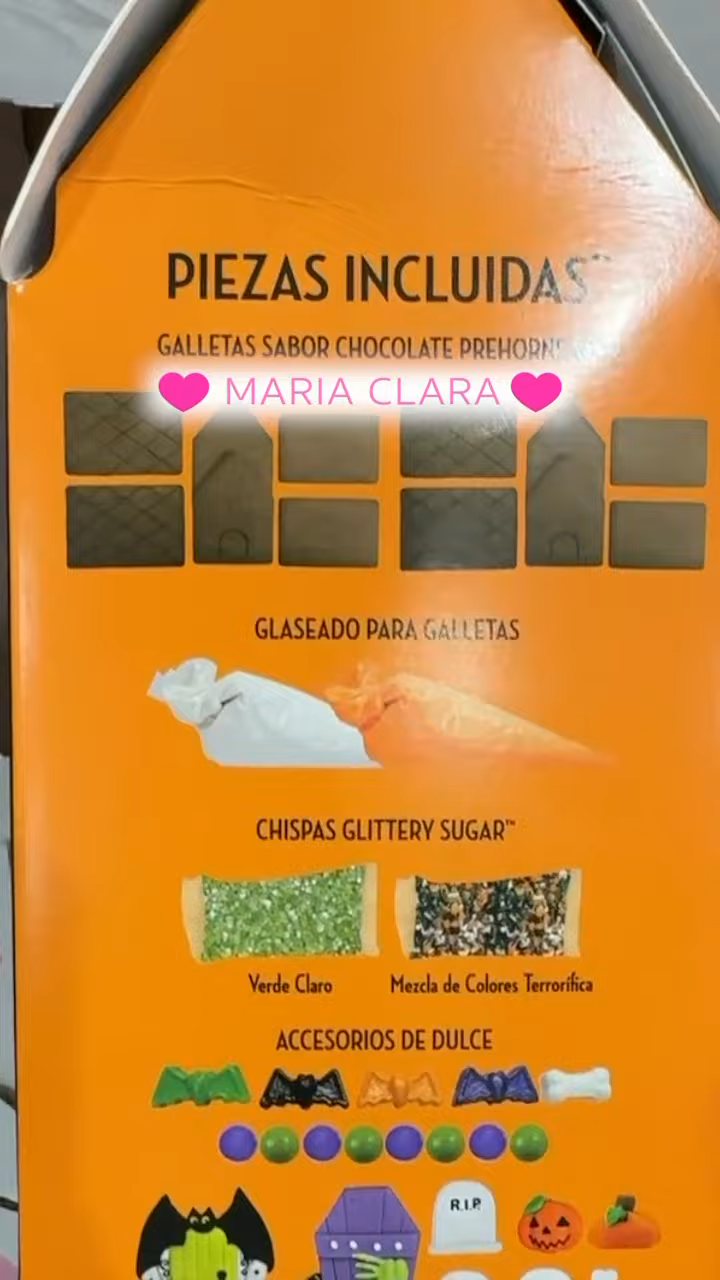 PIEZAS INCLUIDAS
GALLETAS SABOR CHOCOLATE
MARIA CLARA
GLASEADO PARA GALLETAS
CHISPAS GLITTERY SUGAR™
Verde Claro
Mezcla de Colores Terrorífica
ACCESORIOS DE DULCE
R.I.P.